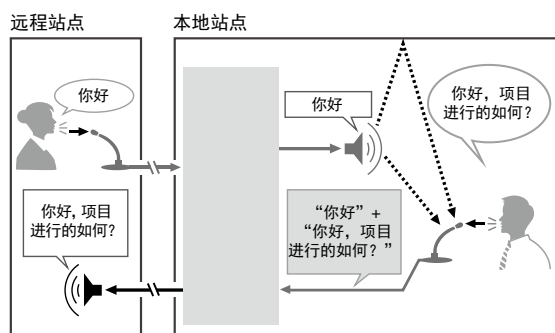 远程站点
本地站点
你好
你好
你好，项目
进行的如何？
你好，项目
进行的如何？
“你好” +
“你好，项目
进行的如何？”